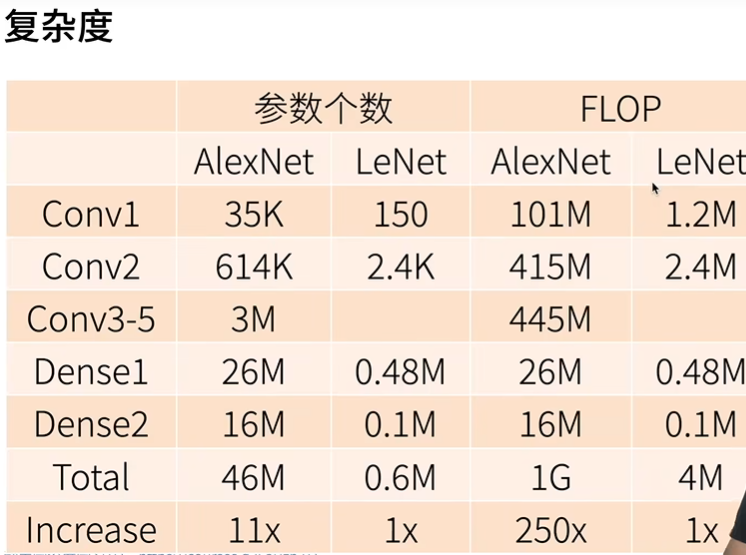 复杂度
参数个数 FLOP
AlexNet LeNet AlexNet LeNet
Conv1 35K 150 101M 1.2M
Conv2 614K 2.4K 415M 2.4M
Conv3-5 3M 445M
Dense1 26M 0.48M 26M 0.48M
Dense2 16M 0.1M 16M 0.1M
Total 46M 0.6M 1G 4M
Increase 11x 1x 250x 1x